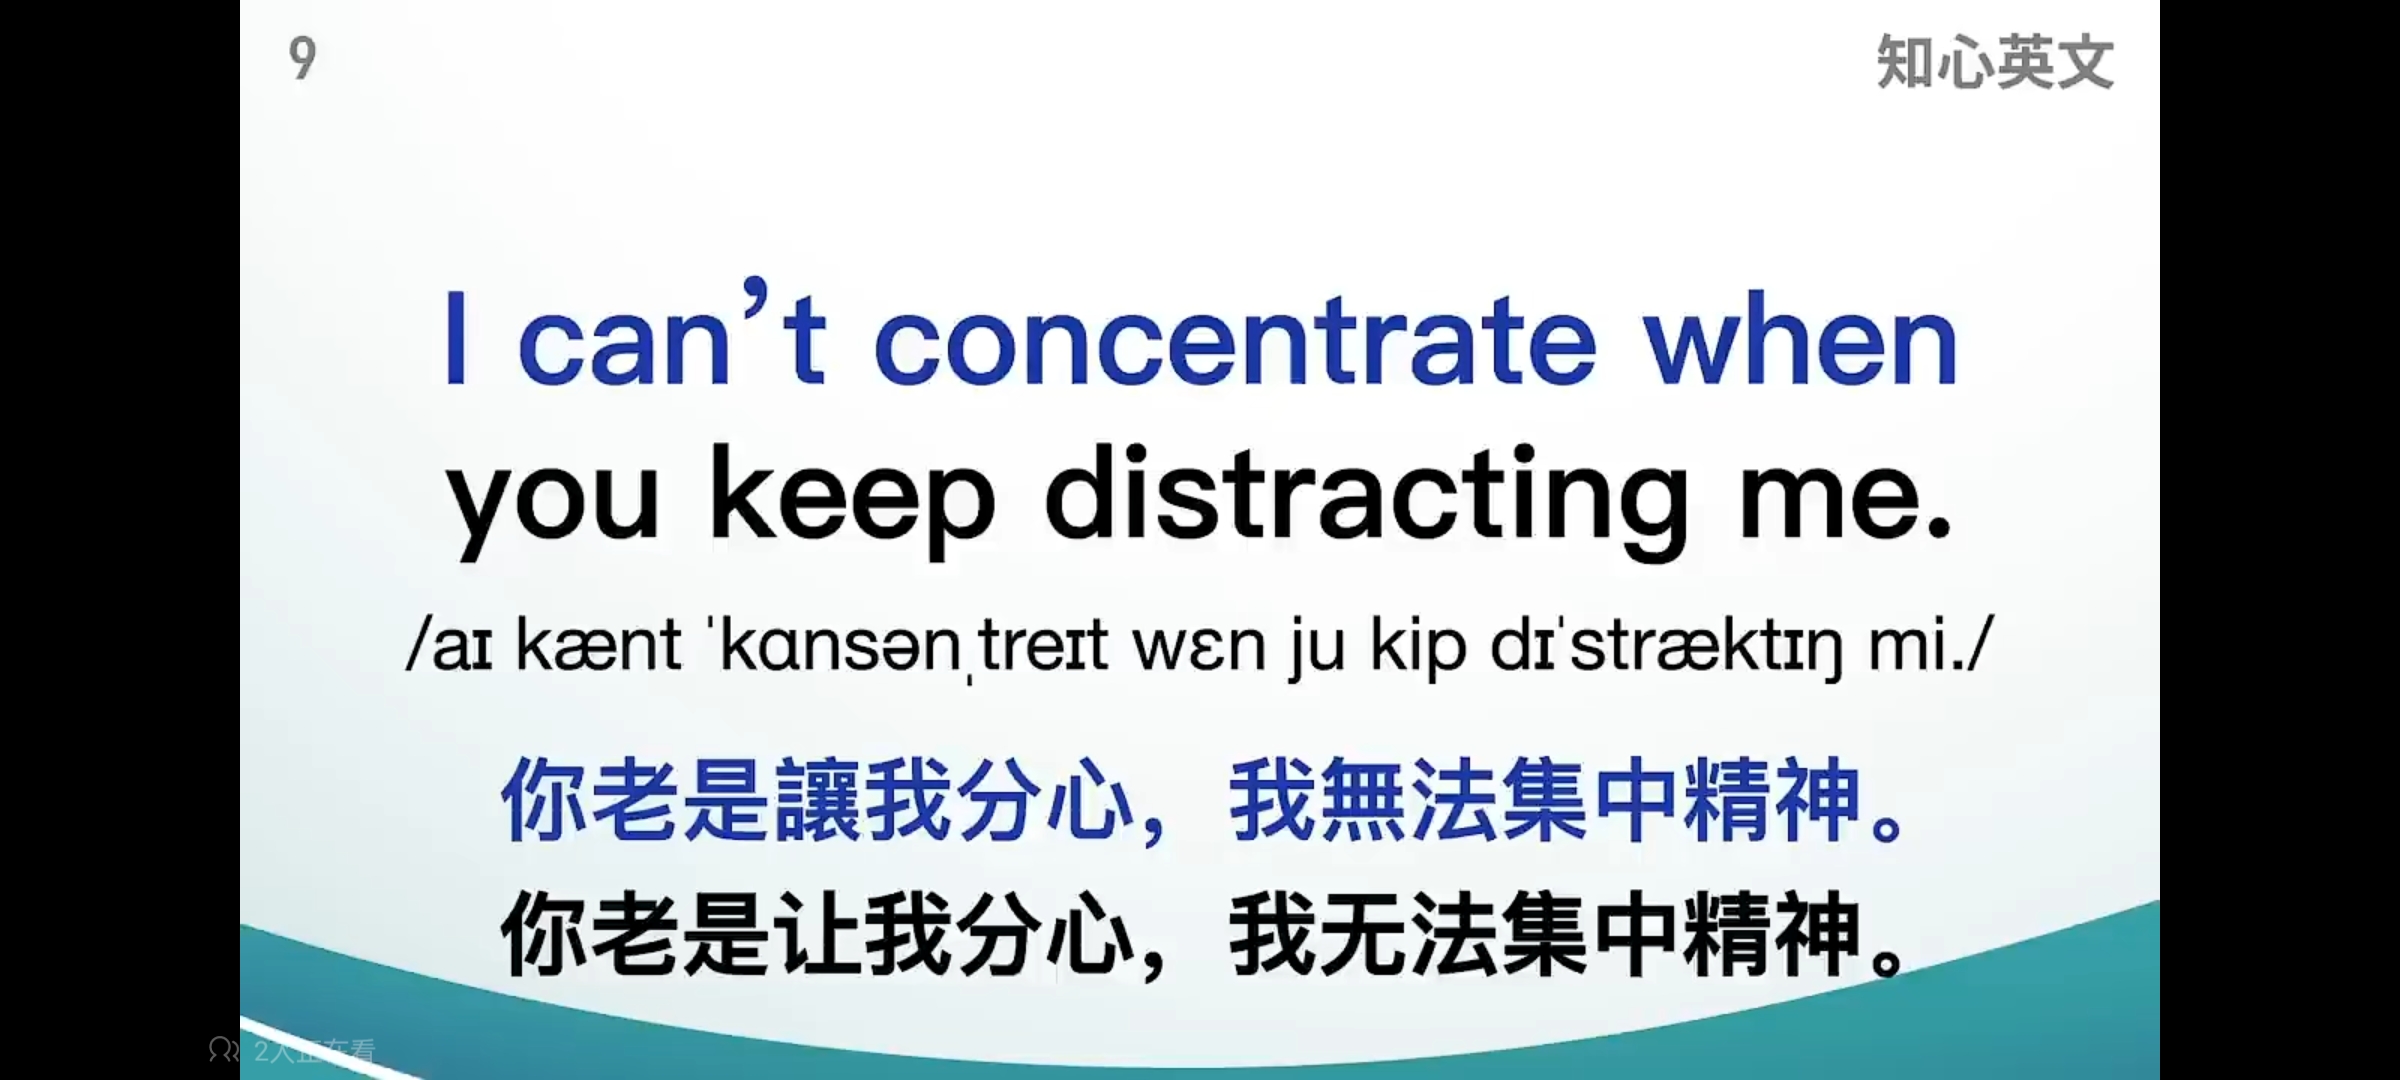 9
知心英文
I can’t concentrate when
you keep distracting me.
/aɪ kænt ˈkɑnsənˌtreɪt wɛn ju kip dɪˈstræktɪŋ mi./
你老是讓我分心，我無法集中精神。
你老是让我分心，我无法集中精神。
2人正在看